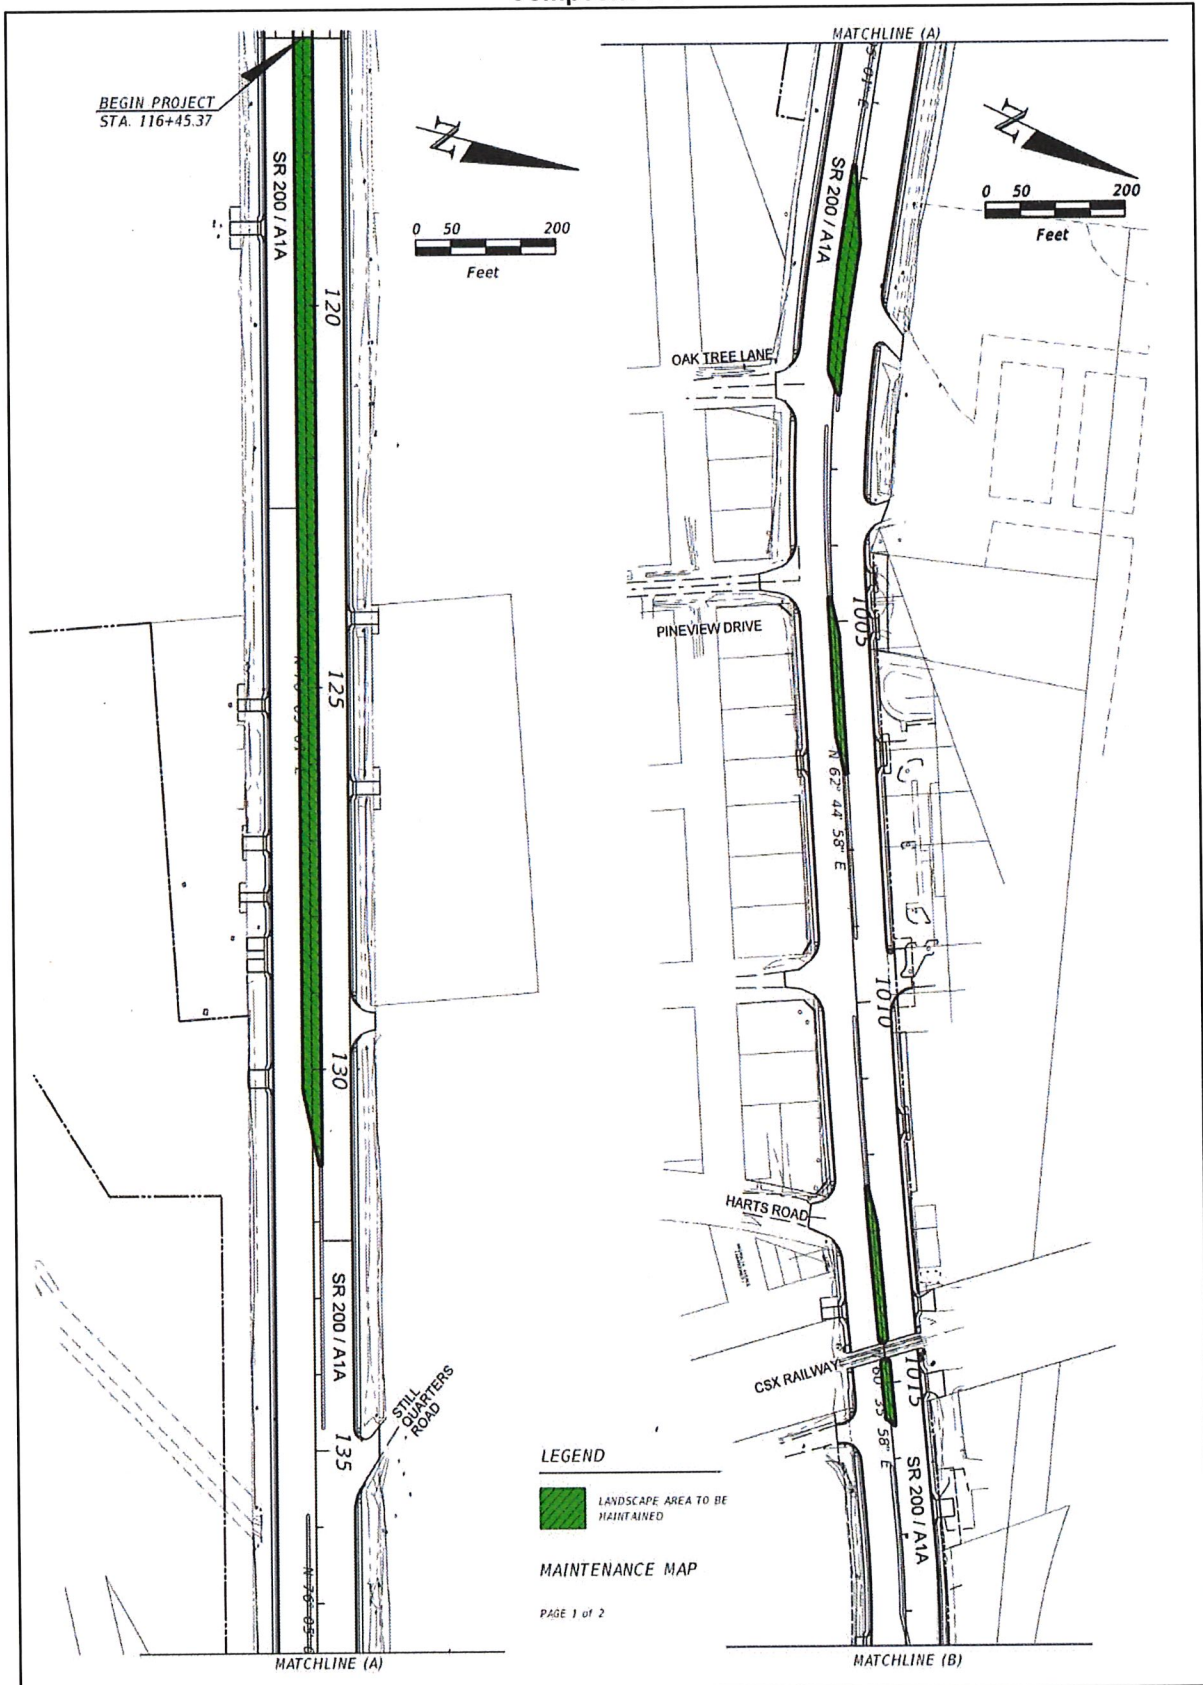 BEGIN PROJECT
STA. 116+45.37
SR 200 / A1A
N
0 50 200
Feet
120
125
130
SR 200 / A1A
STILL
QUARTERS
ROAD
135
MATCHLINE (A)
LEGEND
LANDSCAPE AREA TO BE
MAINTAINED
MAINTENANCE MAP
PAGE 1 of 2
MATCHLINE (A)
SR 200 / A1A
N
0 50 200
Feet
OAK TREE LANE
PINEVIEW DRIVE
1005
N 62° 44' 58" E
1010
HARTS ROAD
CSX RAILWAY
1015
60° 35' 58" E
SR 200 / A1A
MATCHLINE (B)